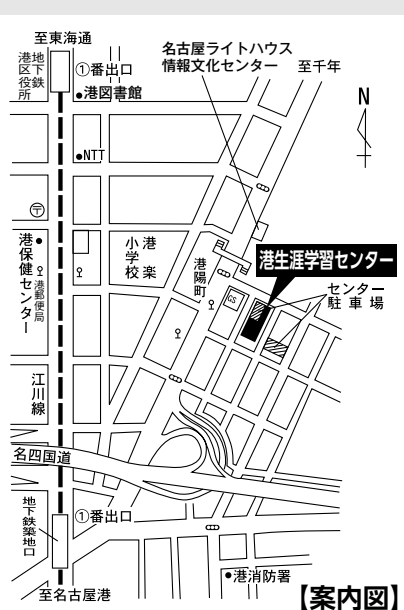 至東海通
地下鉄
港区役所
①番出口
●港図書館
●NTT
名古屋ライトハウス
情報文化センター
至千年
N
〒
港保健センター
港郵便局
港楽
小学校
港陽町
GS
港生涯学習センター
センター
駐車場
江川線
名四国道
地下鉄築地口
①番出口
至名古屋港
●港消防署
【案内図】